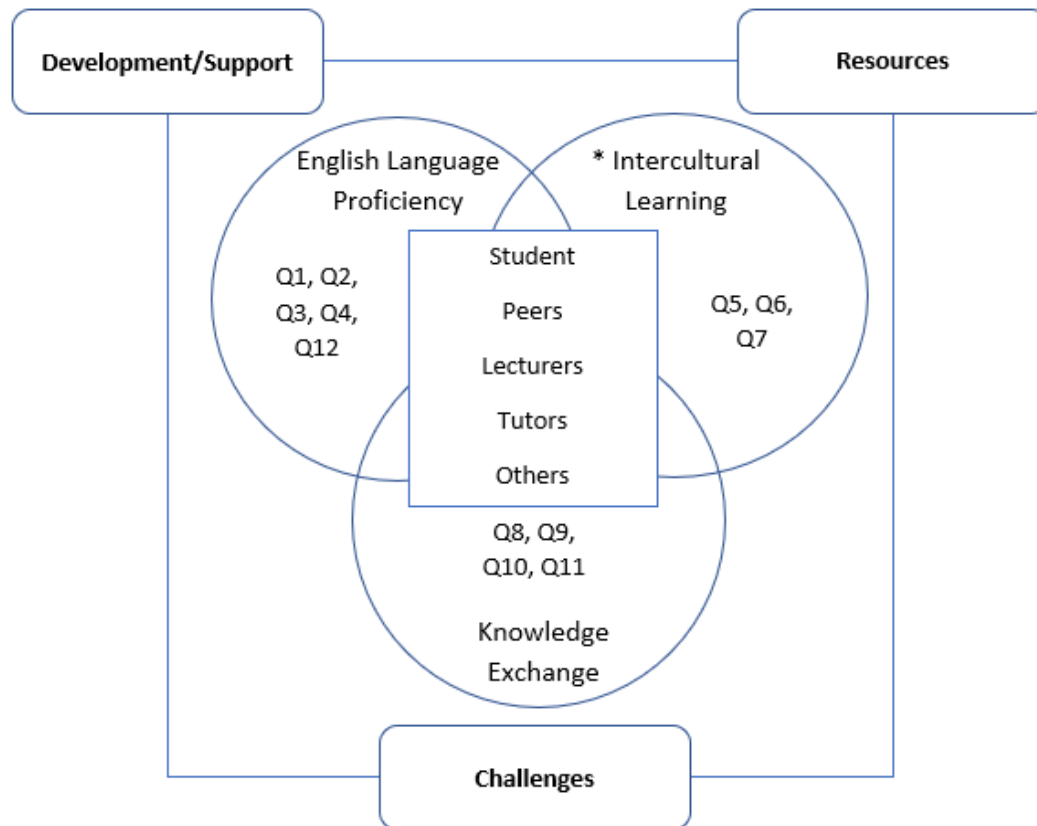 Development/Support
Resources
English Language
Proficiency
* Intercultural
Learning
Q1, Q2,
Q3, Q4,
Q12
Student
Peers
Lecturers
Tutors
Others
Q5, Q6,
Q7
Q8, Q9,
Q10, Q11
Knowledge
Exchange
Challenges